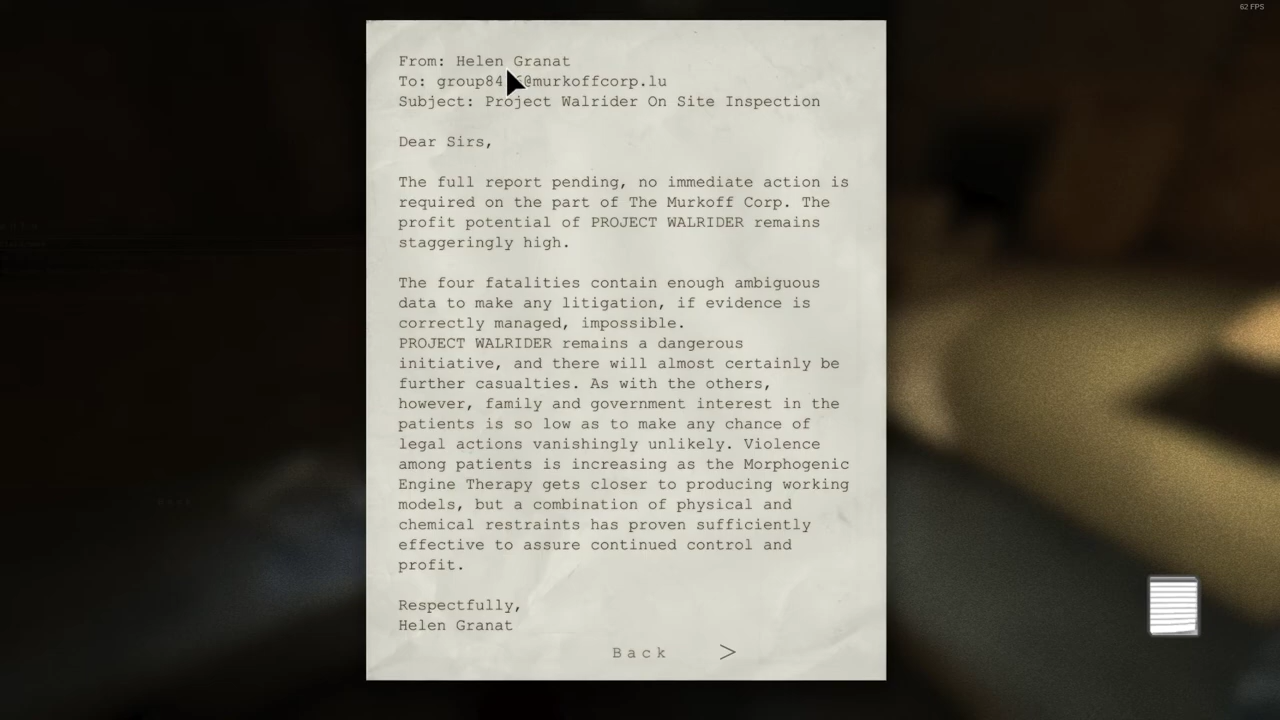 62 FPS
From: Helen Granat
To: @murkoffcorp.lu
Subject: Project Walrider On Site Inspection
Dear Sirs,
The full report pending, no immediate action is
required on the part of The Murkoff Corp. The
profit potential of PROJECT WALRIDER remains
staggeringly high.
The four fatalities contain enough ambiguous
data to make any litigation, if evidence is
correctly managed, impossible.
PROJECT WALRIDER remains a dangerous
initiative, and there will almost certainly be
further casualties. As with the others,
however, family and government interest in the
patients is so low as to make any chance of
legal actions vanishingly unlikely. Violence
among patients is increasing as the Morphogenic
Engine Therapy gets closer to producing working
models, but a combination of physical and
chemical restraints has proven sufficiently
effective to assure continued control and
profit.
Respectfully,
Helen Granat
Back >